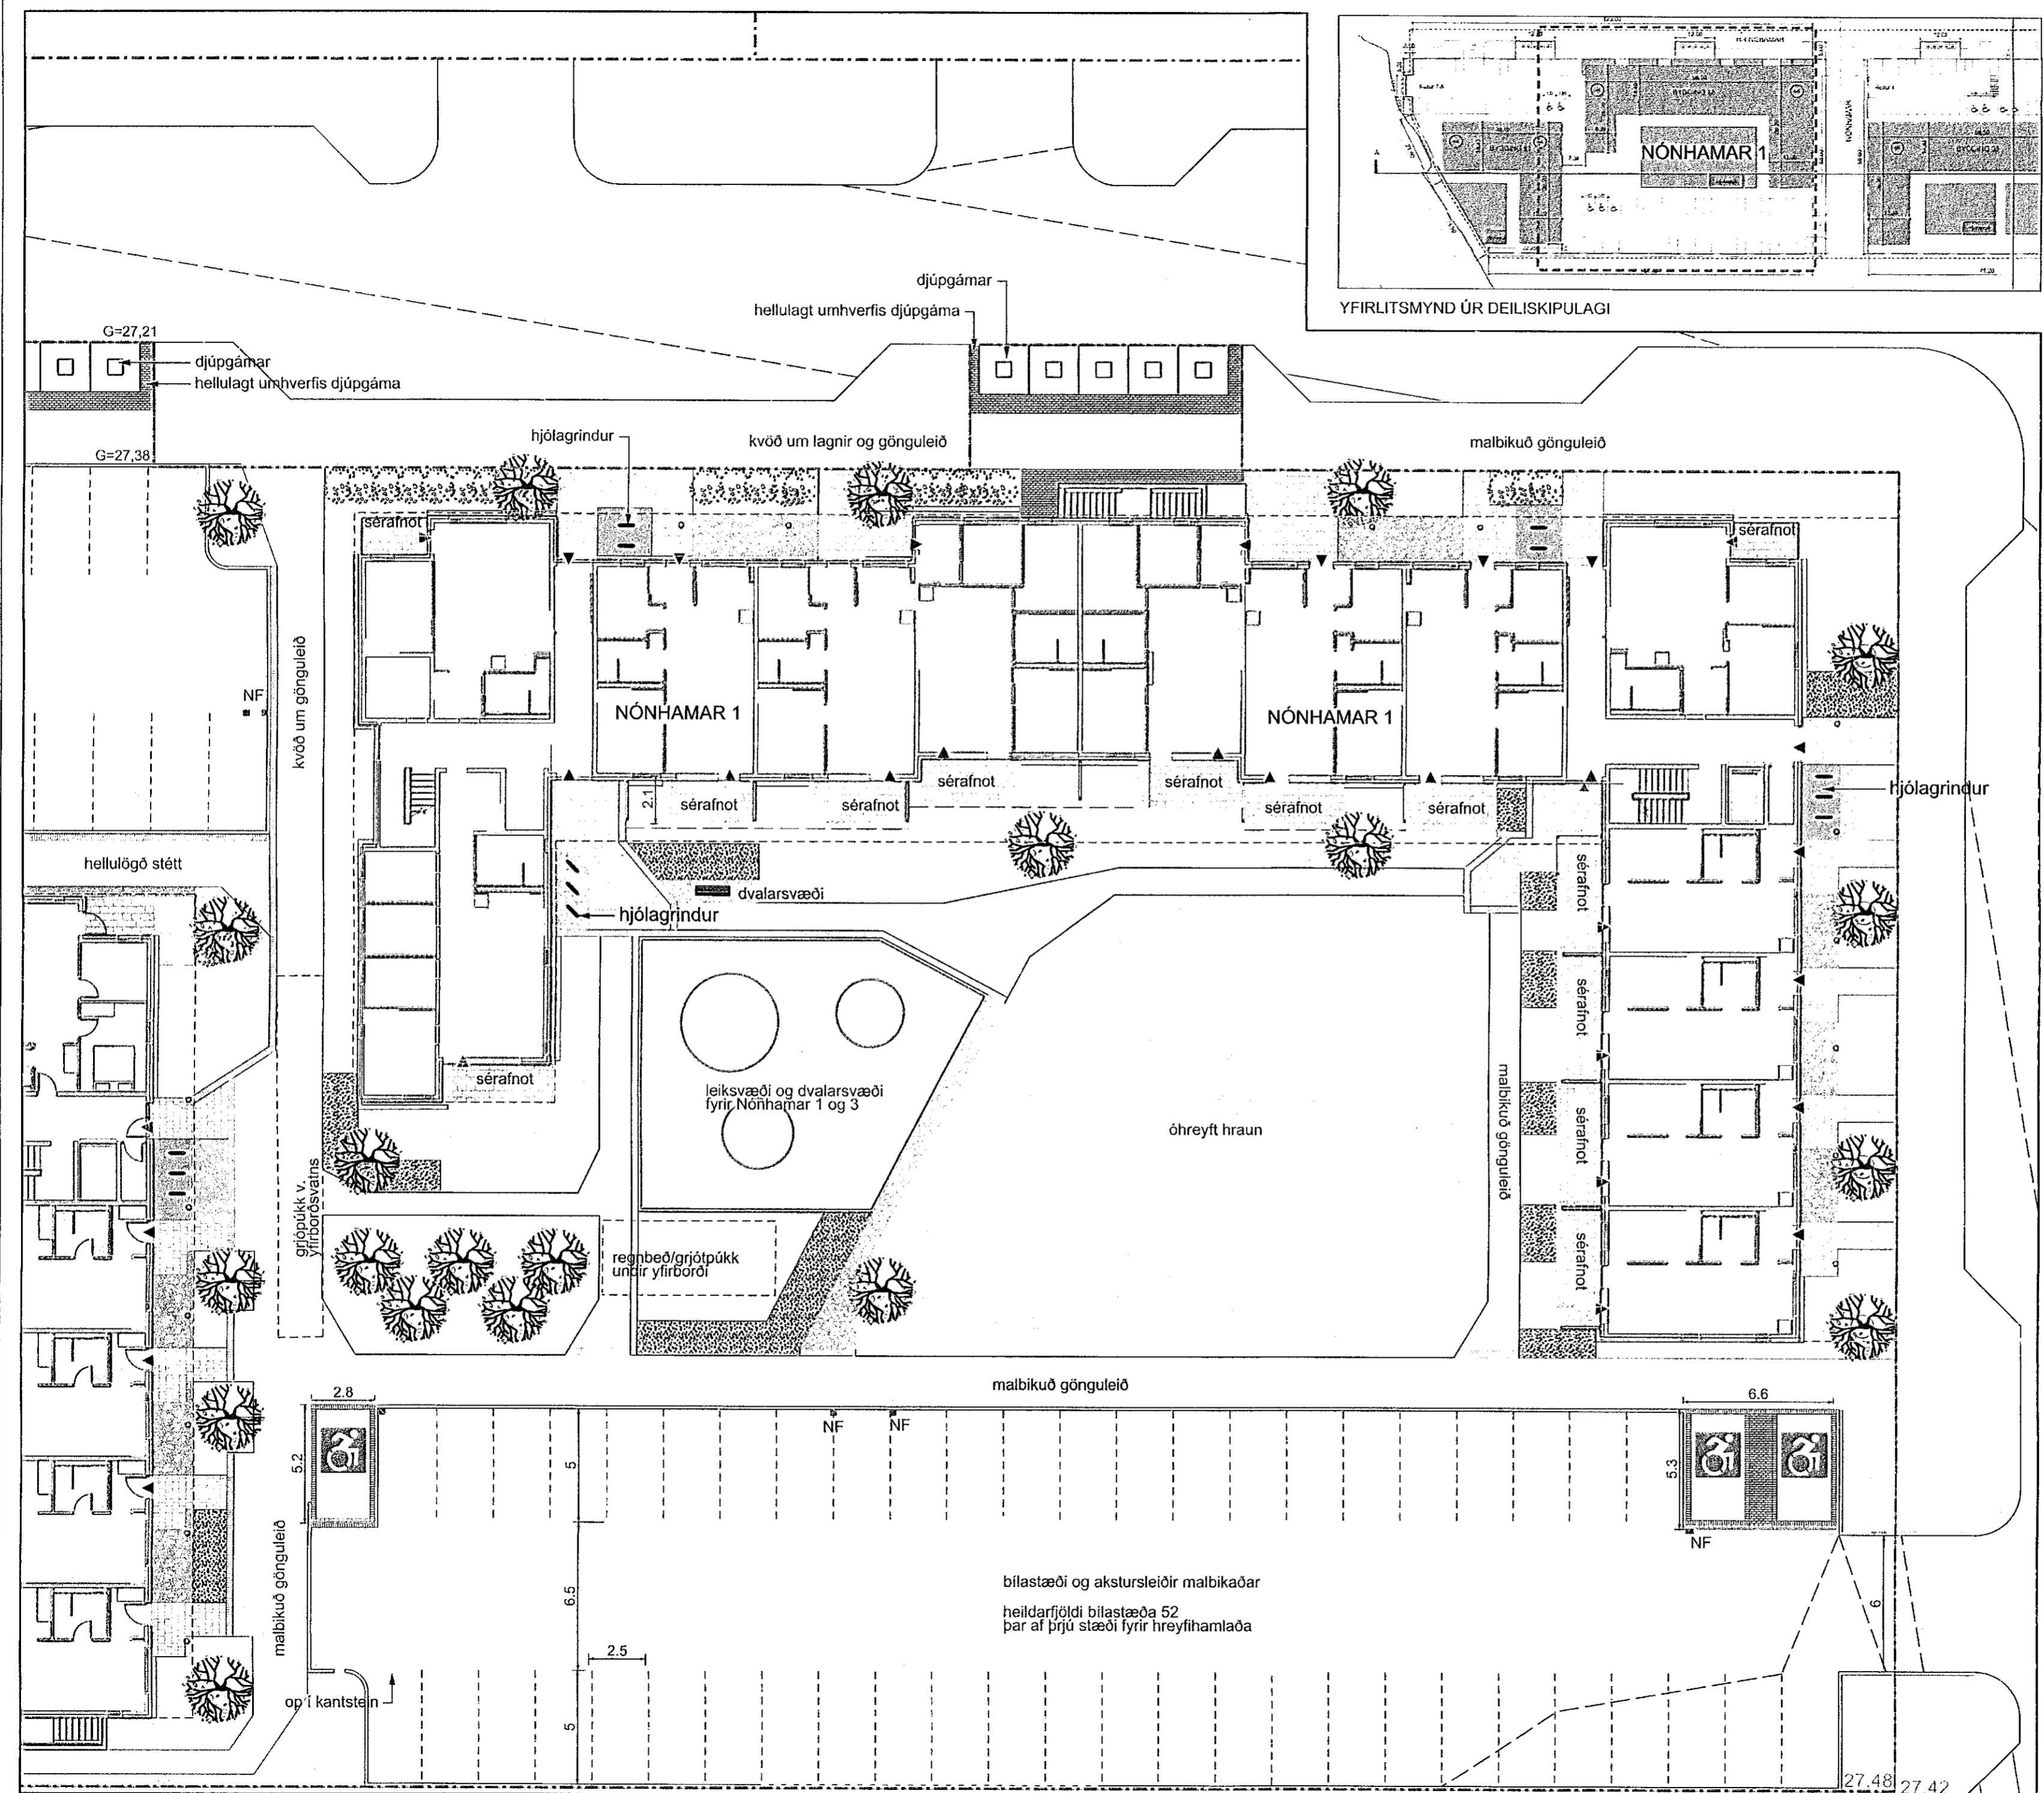 NÓNHAMAR 1
YFIRLITSMYND ÚR DEILISKIPULAGI
djúpgámar
hellulagt umhverfis djúpgáma
G=27,21
djúpgámar
hellulagt umhverfis djúpgáma
G=27,38
hjólagrindur
kvöð um lagnir og gönguleið
malbikuð gönguleið
sérafnot
sérafnot
kvöð um gönguleið
NF
NÓNHAMAR 1
NÓNHAMAR 1
2.1
sérafnot
sérafnot
sérafnot
sérafnot
sérafnot
sérafnot
hjólagrindur
hellulögð stétt
dvalarsvæði
hjólagrindur
sérafnot
sérafnot
sérafnot
sérafnot
sérafnot
leiksvæði og dvalarsvæði
fyrir Nónhamar 1 og 3
óhreyft hraun
malbikuð gönguleið
grjópúkk v.
yfirborðsvatns
regnbeð/grjótpúkk
undir yfirborði
malbikuð gönguleið
2.8
6.6
NF
NF
5.2
5
5.3
NF
malbikuð gönguleið
bílastæði og akstursleiðir malbikaðar
heildarfjöldi bílastæða 52
þar af þrjú stæði fyrir hreyfihamlaða
6.5
6
2.5
op í kantstein
5
27.48
27.42